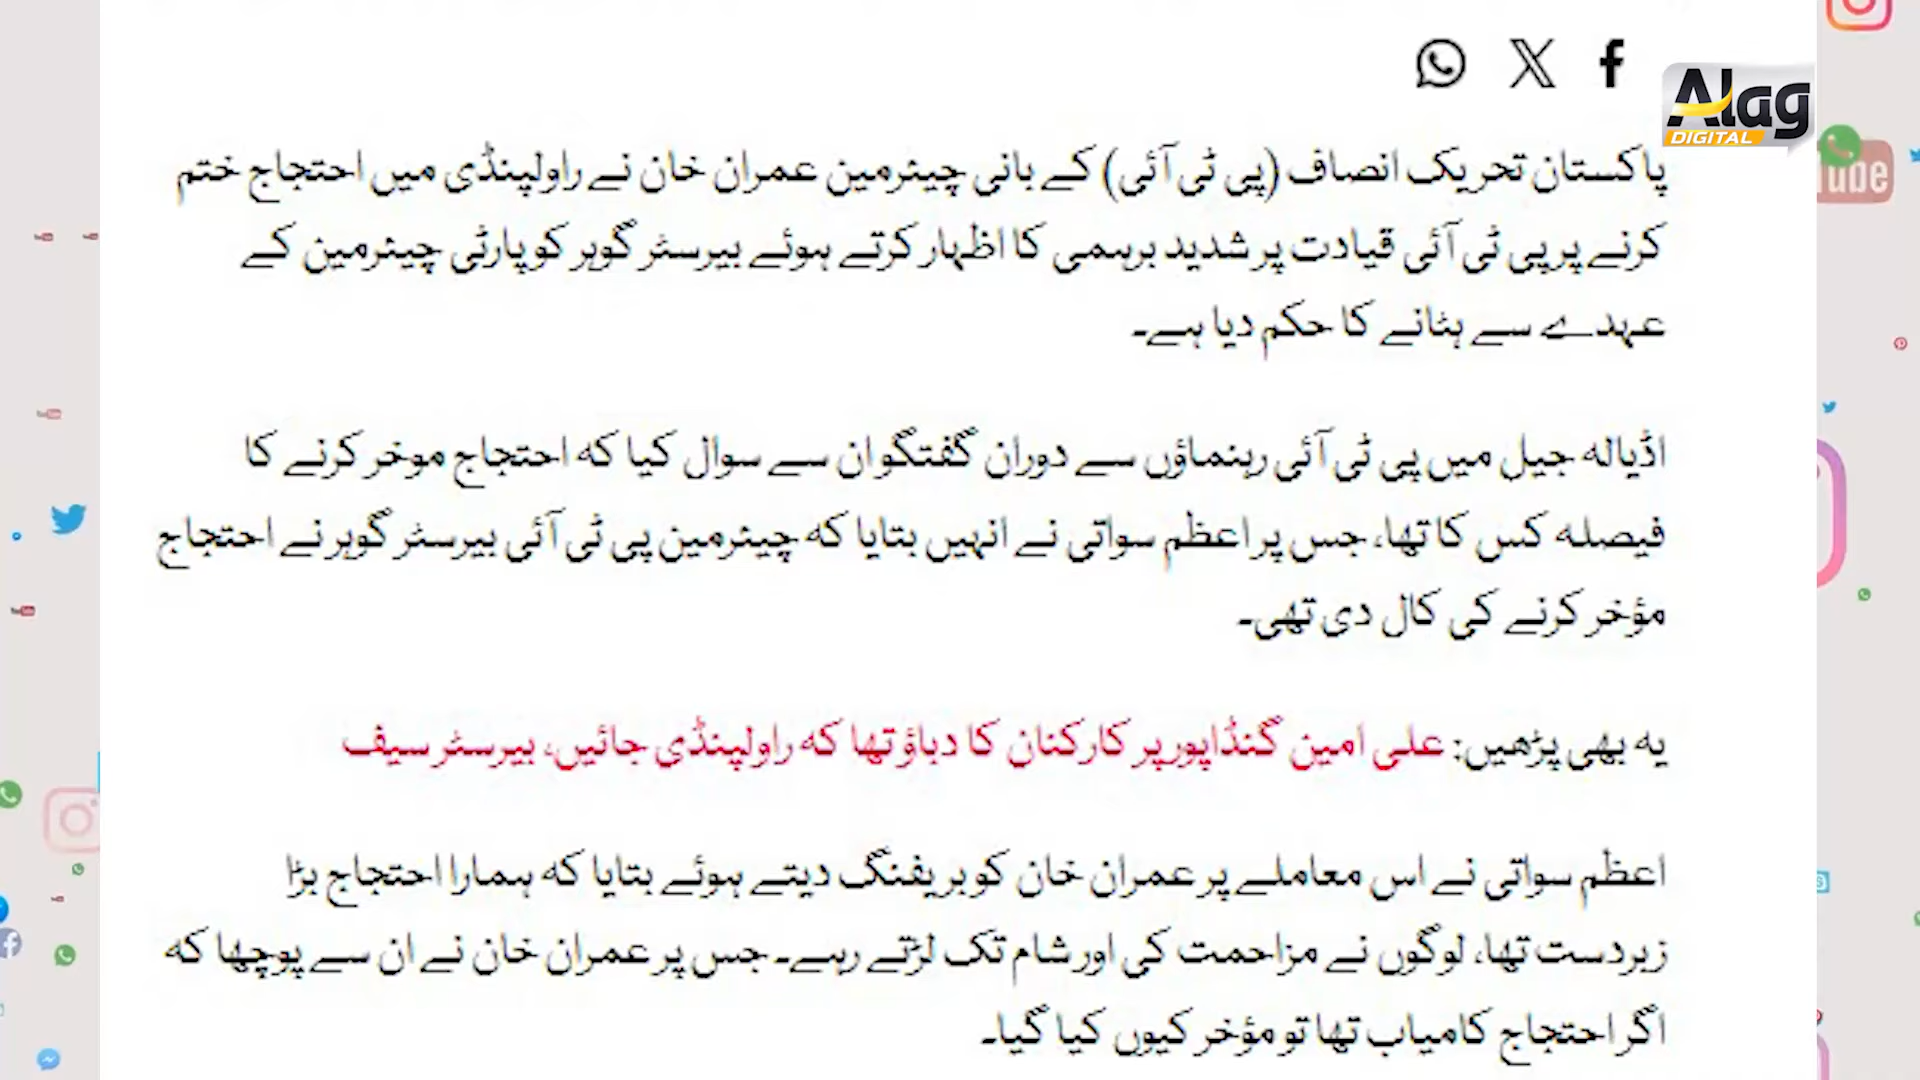 Alag
DIGITAL
پاکستان تحریک انصاف (پی ٹی آئی) کے بانی چیئرمین عمران خان نے راولپنڈی میں احتجاج ختم
کرنے پر پی ٹی آئی قیادت پر شدید برہمی کا اظہار کرتے ہوئے بیرسٹر گوہر کو پارٹی چیئرمین کے
عہدے سے ہٹانے کا حکم دیا ہے۔
اڈیالہ جیل میں پی ٹی آئی رہنماؤں سے دوران گفتگو ان سے سوال کیا کہ احتجاج موخر کرنے کا
فیصلہ کس کا تھا، جس پر اعظم سواتی نے انہیں بتایا کہ چیئرمین پی ٹی آئی بیرسٹر گوہر نے احتجاج
مؤخر کرنے کی کال دی تھی۔
یہ بھی پڑھیں: علی امین گنڈاپور پر کارکنان کا دباؤ تھا کہ راولپنڈی جائیں، بیرسٹر سیف
اعظم سواتی نے اس معاملے پر عمران خان کو بریفنگ دیتے ہوئے بتایا کہ ہمارا احتجاج بڑا
زبردست تھا، لوگوں نے مزاحمت کی اور شام تک لڑتے رہے۔ جس پر عمران خان نے ان سے پوچھا کہ
اگر احتجاج کامیاب تھا تو مؤخر کیوں کیا گیا۔